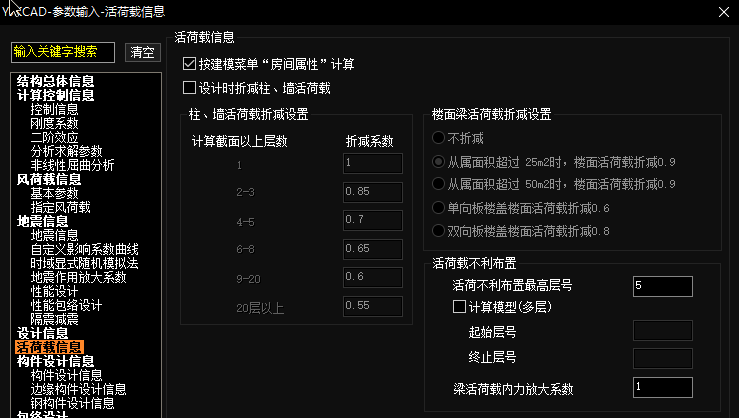 YJKCAD-参数输入-活荷载信息
输入关键字搜索
清空
结构总体信息
计算控制信息
控制信息
刚度系数
二阶效应
分析求解参数
非线性屈曲分析
风荷载信息
基本参数
指定风荷载
地震信息
地震信息
自定义影响系数曲线
时域显式随机模拟法
地震作用放大系数
性能设计
性能包络设计
隔震减震
设计信息
活荷载信息
构件设计信息
构件设计信息
边缘构件设计信息
钢构件设计信息
包络设计
活荷载信息
按建模菜单“房间属性”计算
设计时折减柱、墙活荷载
柱、墙活荷载折减设置
计算截面以上层数 折减系数
1 1
2-3 0.85
4-5 0.7
6-8 0.65
9-20 0.6
20层以上 0.55
楼面梁活荷载折减设置
不折减
从属面积超过 25m2时，楼面活荷载折减0.9
从属面积超过 50m2时，楼面活荷载折减0.9
单向板楼盖楼面活荷载折减0.6
双向板楼盖楼面活荷载折减0.8
活荷载不利布置
活荷不利布置最高层号 5
计算模型(多层)
起始层号
终止层号
梁活荷载内力放大系数 1